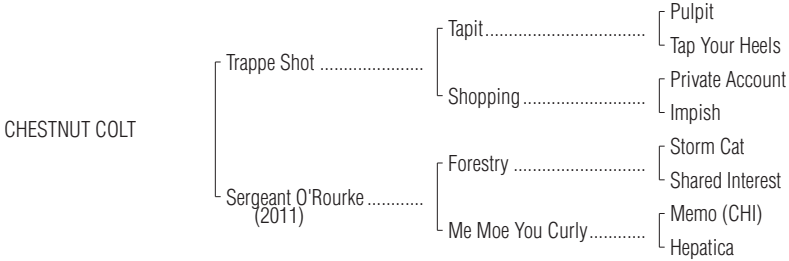 Pulpit
Tapit..................................
Tap Your Heels
Trappe Shot ......................
Private Account
Shopping..........................
Impish
CHESTNUT COLT
Storm Cat
Forestry ............................
Shared Interest
Sergeant O'Rourke ............
(2011)
Memo (CHI)
Me Moe You Curly............
Hepatica